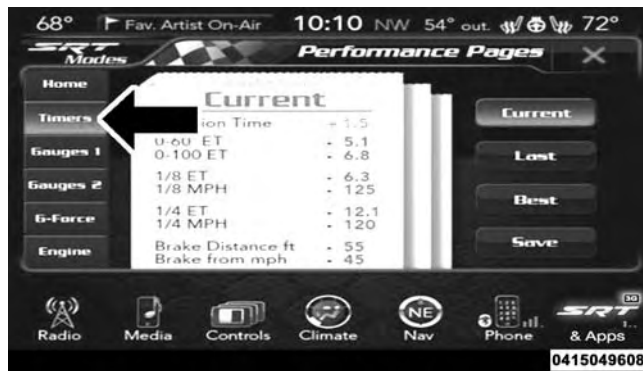 68° Fav. Artist On-Air 10:10 NW 54° out. 72°
SRT Modes Performance Pages X
Home
Timers
Gauges 1
Gauges 2
G-Force
Engine
Current
ion Time - 1.5
0-60 ET - 5.1
0-100 ET - 6.8
1/8 ET - 6.3
1/8 MPH - 125
1/4 ET - 12.1
1/4 MPH - 120
Brake Distance ft - 55
Brake from mph - 45
Current
Last
Best
Save
Radio
Media
Controls
Climate
NE
Nav
Phone
3G
SRT
& Apps
0415049608